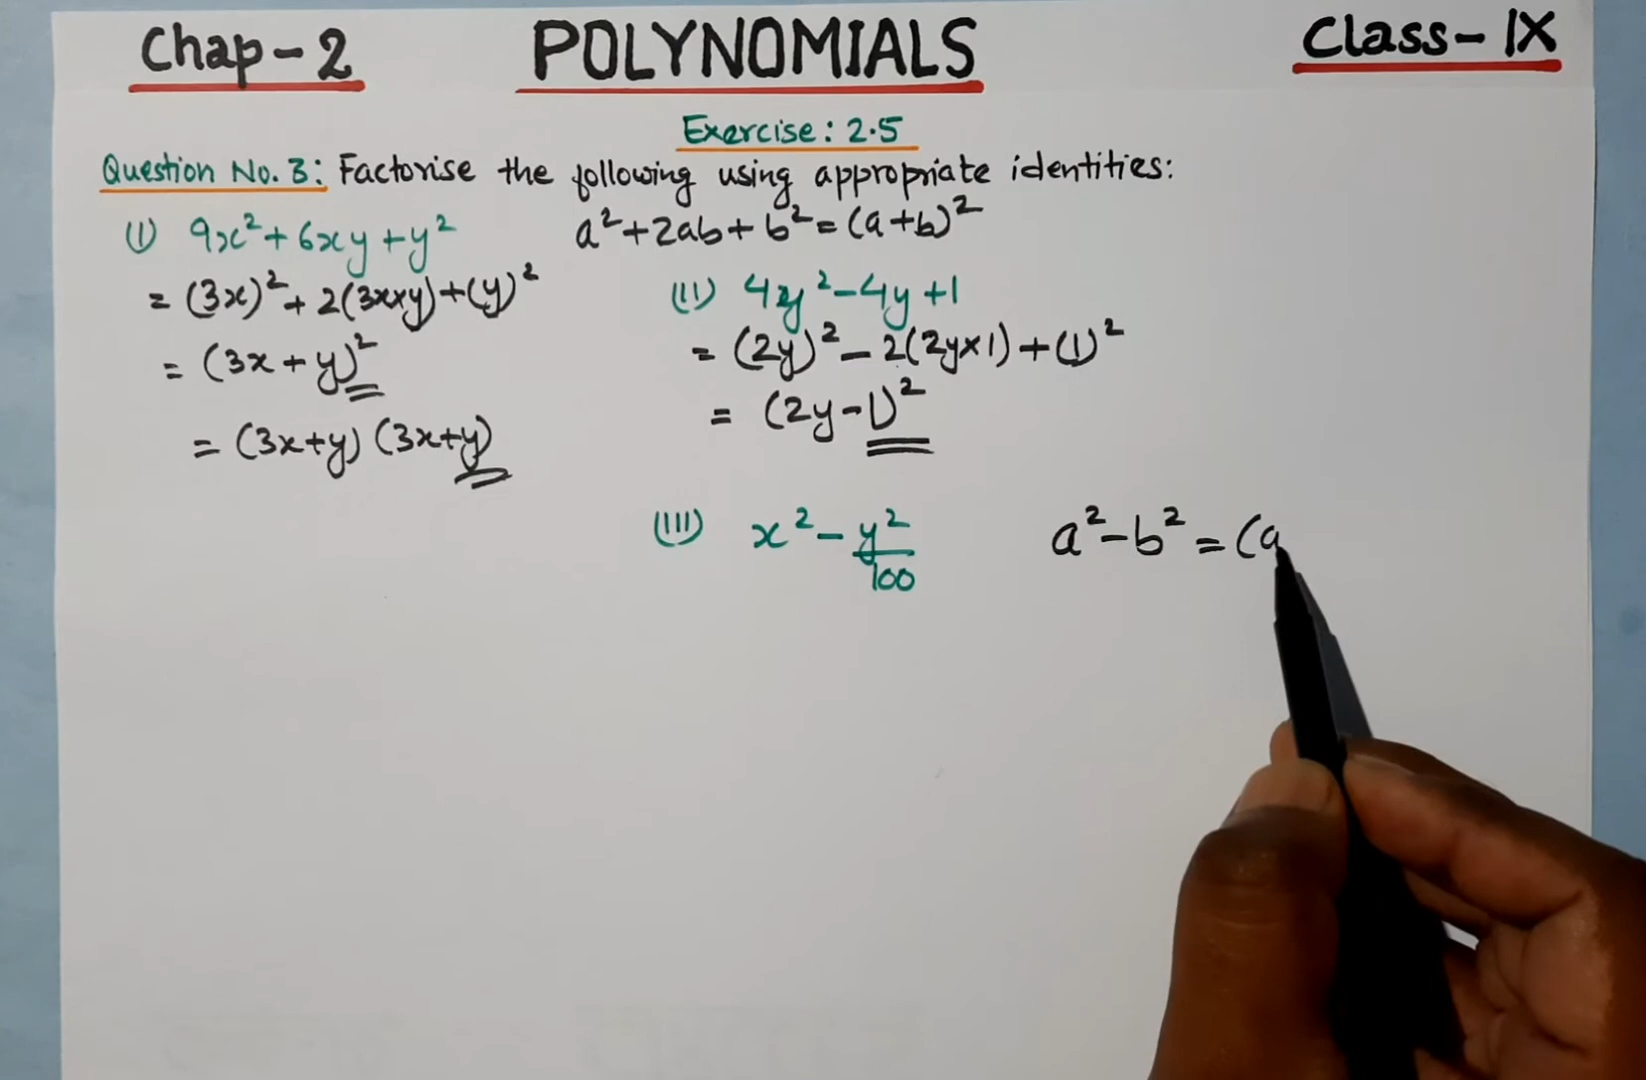 Chap-2 POLYNOMIALS Class-IX
Exercise: 2.5
Question No. 3: Factorise the following using appropriate identities:
(I) 9x²+6xy+y² a²+2ab+b²=(a+b)²
= (3x)²+2(3x×y)+(y)²
= (3x+y)²
= (3x+y)(3x+y)
(II) 4y²-4y+1
= (2y)²-2(2y×1)+(1)²
= (2y-1)²
(III) x²-y²/100 a²-b²=(a